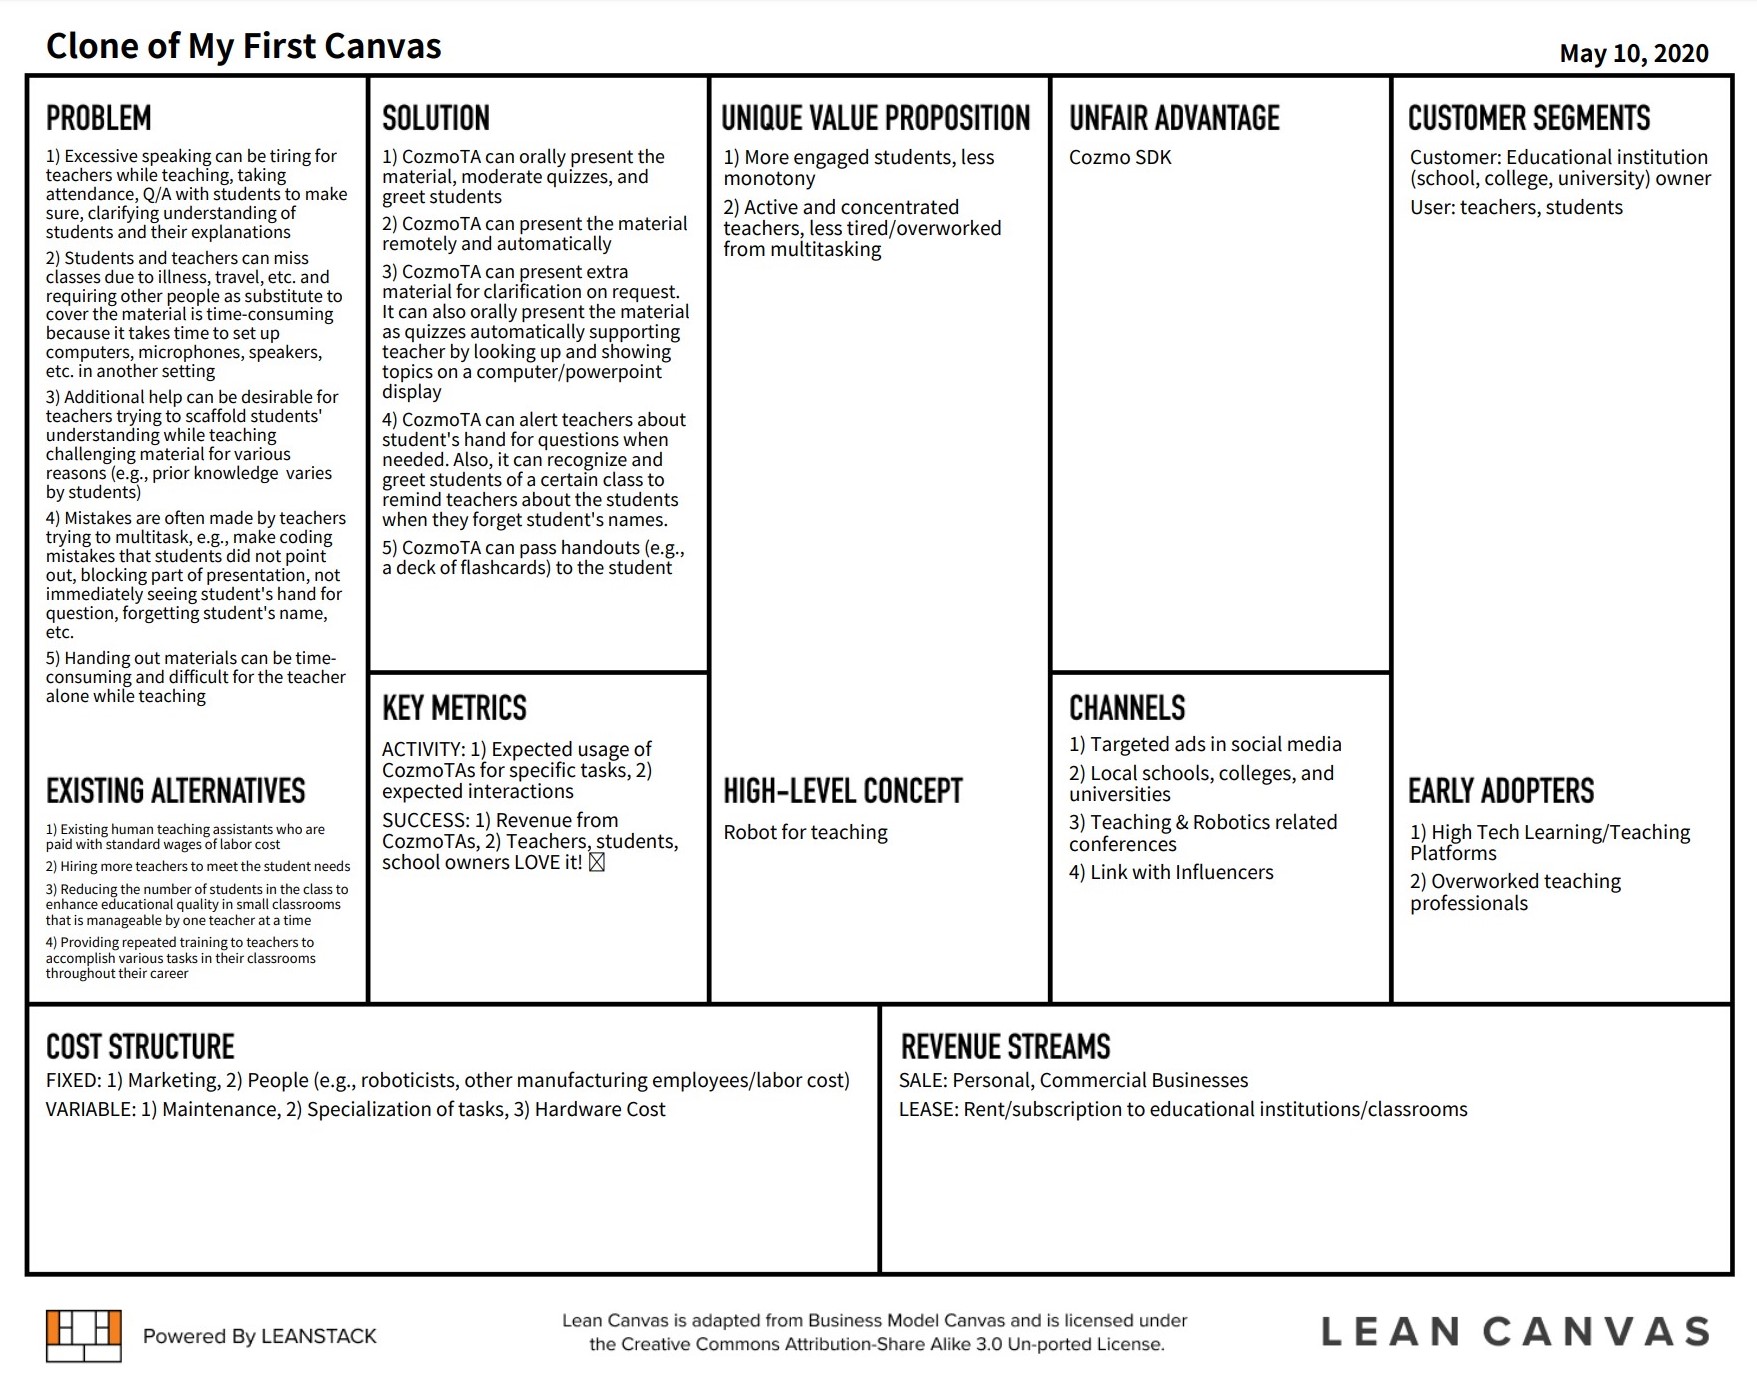 Clone of My First Canvas
May 10, 2020
PROBLEM
1) Excessive speaking can be tiring for
teachers while teaching, taking
attendance, Q/A with students to make
sure, clarifying understanding of
students and their explanations
2) Students and teachers can miss
classes due to illness, travel, etc. and
requiring other people as substitute to
cover the material is time-consuming
because it takes time to set up
computers, microphones, speakers,
etc. in another setting
3) Additional help can be desirable for
teachers trying to scaffold students'
understanding while teaching
challenging material for various
reasons (e.g., prior knowledge varies
by students)
4) Mistakes are often made by teachers
trying to multitask, e.g., make coding
mistakes that students did not point
out, blocking part of presentation, not
immediately seeing student's hand for
question, forgetting student's name,
etc.
5) Handing out materials can be time-
consuming and difficult for the teacher
alone while teaching
EXISTING ALTERNATIVES
1) Existing human teaching assistants who are
paid with standard wages of labor cost
2) Hiring more teachers to meet the student needs
3) Reducing the number of students in the class to
enhance educational quality in small classrooms
that is manageable by one teacher at a time
4) Providing repeated training to teachers to
accomplish various tasks in their classrooms
throughout their career
SOLUTION
1) CozmoTA can orally present the
material, moderate quizzes, and
greet students
2) CozmoTA can present the material
remotely and automatically
3) CozmoTA can present extra
material for clarification on request.
It can also orally present the material
as quizzes automatically supporting
teacher by looking up and showing
topics on a computer/powerpoint
display
4) CozmoTA can alert teachers about
student's hand for questions when
needed. Also, it can recognize and
greet students of a certain class to
remind teachers about the students
when they forget student's names.
5) CozmoTA can pass handouts (e.g.,
a deck of flashcards) to the student
KEY METRICS
ACTIVITY: 1) Expected usage of
CozmoTAs for specific tasks, 2)
expected interactions
SUCCESS: 1) Revenue from
CozmoTAs, 2) Teachers, students,
school owners LOVE it!
UNIQUE VALUE PROPOSITION
1) More engaged students, less
monotony
2) Active and concentrated
teachers, less tired/overworked
from multitasking
HIGH-LEVEL CONCEPT
Robot for teaching
UNFAIR ADVANTAGE
Cozmo SDK
CHANNELS
1) Targeted ads in social media
2) Local schools, colleges, and
universities
3) Teaching & Robotics related
conferences
4) Link with Influencers
CUSTOMER SEGMENTS
Customer: Educational institution
(school, college, university) owner
User: teachers, students
EARLY ADOPTERS
1) High Tech Learning/Teaching
Platforms
2) Overworked teaching
professionals
COST STRUCTURE
FIXED: 1) Marketing, 2) People (e.g., roboticists, other manufacturing employees/labor cost)
VARIABLE: 1) Maintenance, 2) Specialization of tasks, 3) Hardware Cost
REVENUE STREAMS
SALE: Personal, Commercial Businesses
LEASE: Rent/subscription to educational institutions/classrooms
Powered By LEANSTACK
Lean Canvas is adapted from Business Model Canvas and is licensed under
the Creative Commons Attribution-Share Alike 3.0 Un-ported License.
LEAN CANVAS